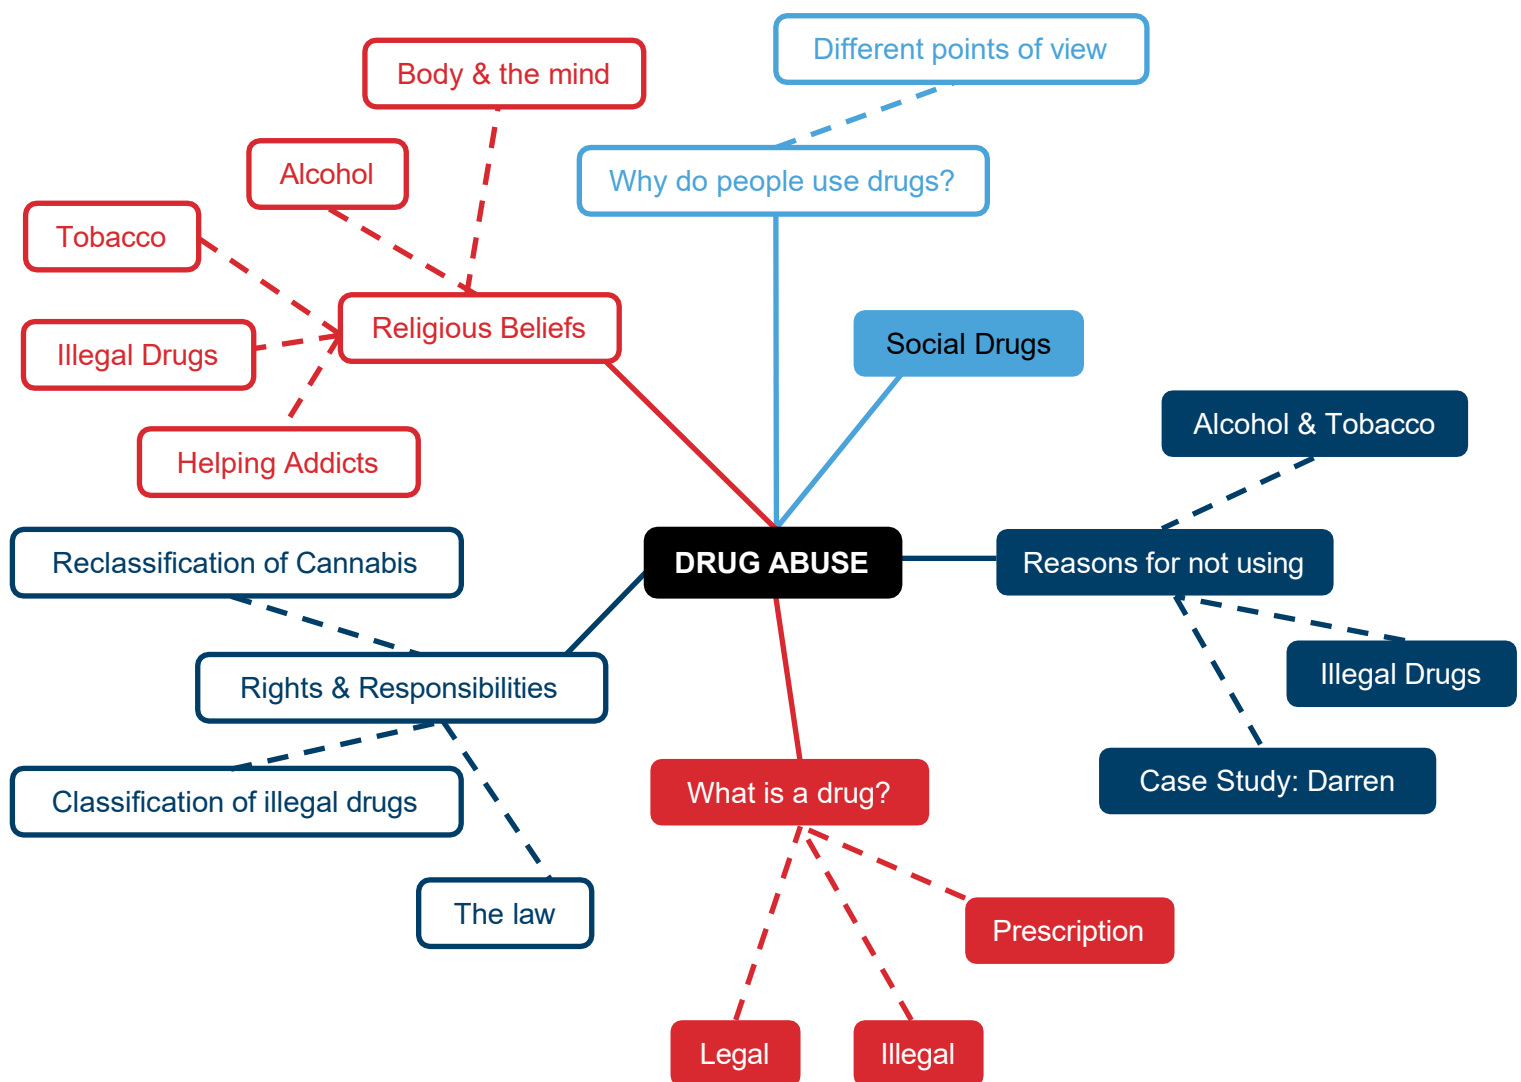 Different points of view
Body & the mind
Alcohol
Why do people use drugs?
Tobacco
Religious Beliefs
Social Drugs
Illegal Drugs
Alcohol & Tobacco
Helping Addicts
Reclassification of Cannabis
DRUG ABUSE
Reasons for not using
Rights & Responsibilities
Illegal Drugs
Classification of illegal drugs
What is a drug?
Case Study: Darren
The law
Prescription
Legal
Illegal